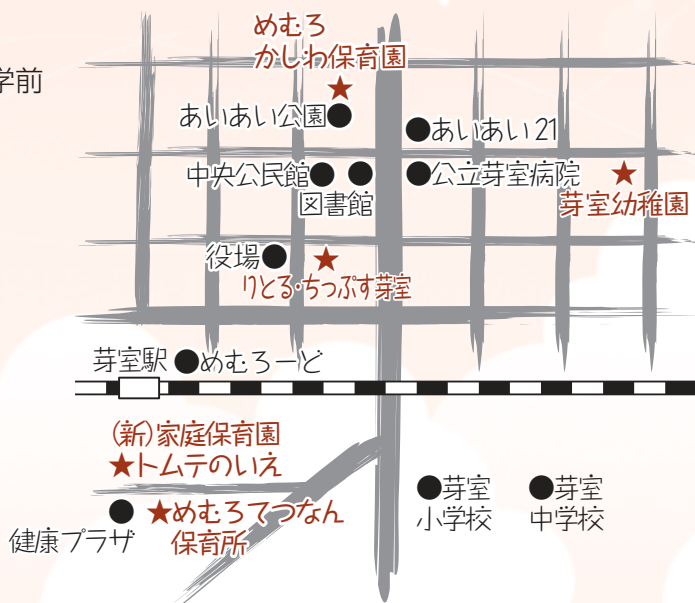 めむろ
かしわ保育園
学前
あいあい公園
あいあい21
中央公民館
公立芽室病院
図書館
芽室幼稚園
役場
りとる・ちっぷす芽室
芽室駅
めむろーど
(新)家庭保育園
トムテのいえ
めむろてつなん
保育所
健康プラザ
芽室
小学校
芽室
中学校